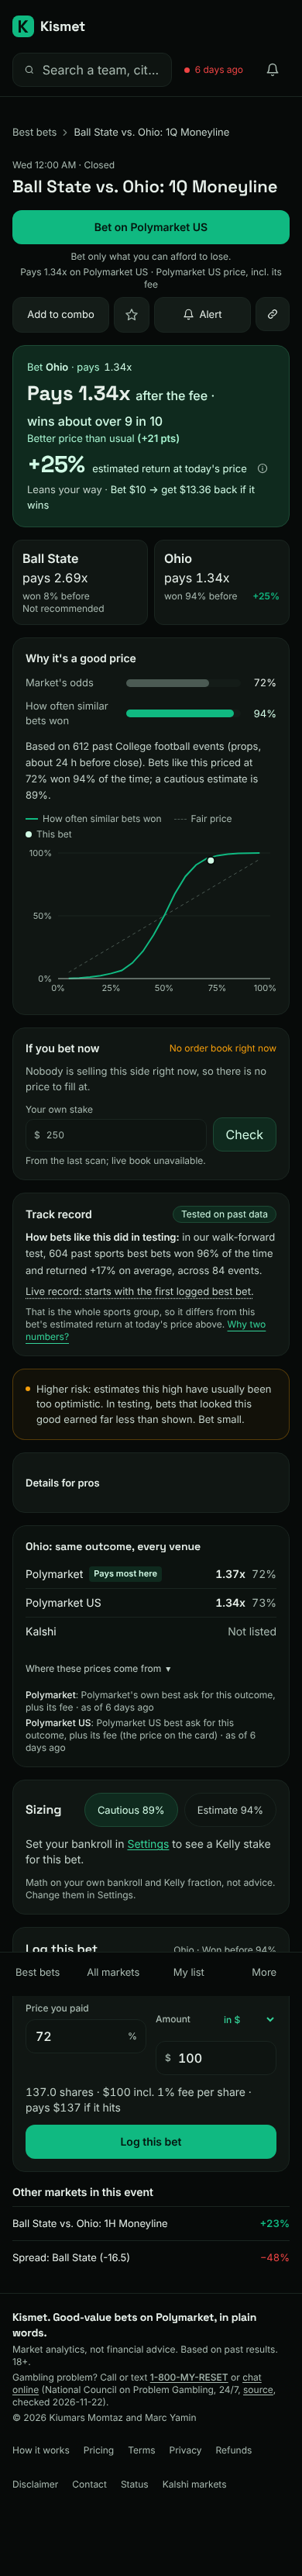 Kismet
Search a team, cit...
6 days ago
Best bets > Ball State vs. Ohio: 1Q Moneyline
Wed 12:00 AM · Closed
Ball State vs. Ohio: 1Q Moneyline
Bet on Polymarket US
Bet only what you can afford to lose.
Pays 1.34x on Polymarket US · Polymarket US price, incl. its
fee
Add to combo
Alert
Bet Ohio · pays 1.34x
Pays 1.34x after the fee ·
wins about over 9 in 10
Better price than usual (+21 pts)
+25% estimated return at today's price
Leans your way · Bet $10 → get $13.36 back if it
wins
Ball State
pays 2.69x
won 8% before
Not recommended
Ohio
pays 1.34x
won 94% before +25%
Why it's a good price
Market's odds 72%
How often similar
bets won
94%
Based on 612 past College football events (props,
about 24 h before close). Bets like this priced at
72% won 94% of the time; a cautious estimate is
89%.
How often similar bets won
Fair price
This bet
100%
50%
0%
0% 25% 50% 75% 100%
If you bet now
No order book right now
Nobody is selling this side right now, so there is no
price to fill at.
Your own stake
$ 250
Check
From the last scan; live book unavailable.
Track record
Tested on past data
How bets like this did in testing: in our walk-forward
test, 604 past sports bets won 96% of the time
and returned +17% on average, across 84 events.
Live record: starts with the first logged best bet.
That is the whole sports group, so it differs from this
bet's estimated return at today's price above. Why two
numbers?
Higher risk: estimates this high have usually been
too optimistic. In testing, bets that looked this
good earned far less than shown. Bet small.
Details for pros
Ohio: same outcome, every venue
Polymarket Pays most here 1.37x 72%
Polymarket US 1.34x 73%
Kalshi Not listed
Where these prices come from ▾
Polymarket: Polymarket's own best ask for this outcome,
plus its fee · as of 6 days ago
Polymarket US: Polymarket US best ask for this
outcome, plus its fee (the price on the card) · as of 6
days ago
Sizing
Cautious 89%
Estimate 94%
Set your bankroll in Settings to see a Kelly stake
for this bet.
Math on your own bankroll and Kelly fraction, not advice.
Change them in Settings.
Log this bet
Ohio · Won before 94%
Best bets
All markets
My list
More
Price you paid
72 %
Amount
in $
$ 100
137.0 shares · $100 incl. 1% fee per share ·
pays $137 if it hits
Log this bet
Other markets in this event
Ball State vs. Ohio: 1H Moneyline +23%
Spread: Ball State (-16.5) −48%
Kismet. Good-value bets on Polymarket, in plain
words.
Market analytics, not financial advice. Based on past results.
18+.
Gambling problem? Call or text 1-800-MY-RESET or chat
online (National Council on Problem Gambling, 24/7, source,
checked 2026-11-22).
© 2026 Kiumars Momtaz and Marc Yamin
How it works
Pricing
Terms
Privacy
Refunds
Disclaimer
Contact
Status
Kalshi markets